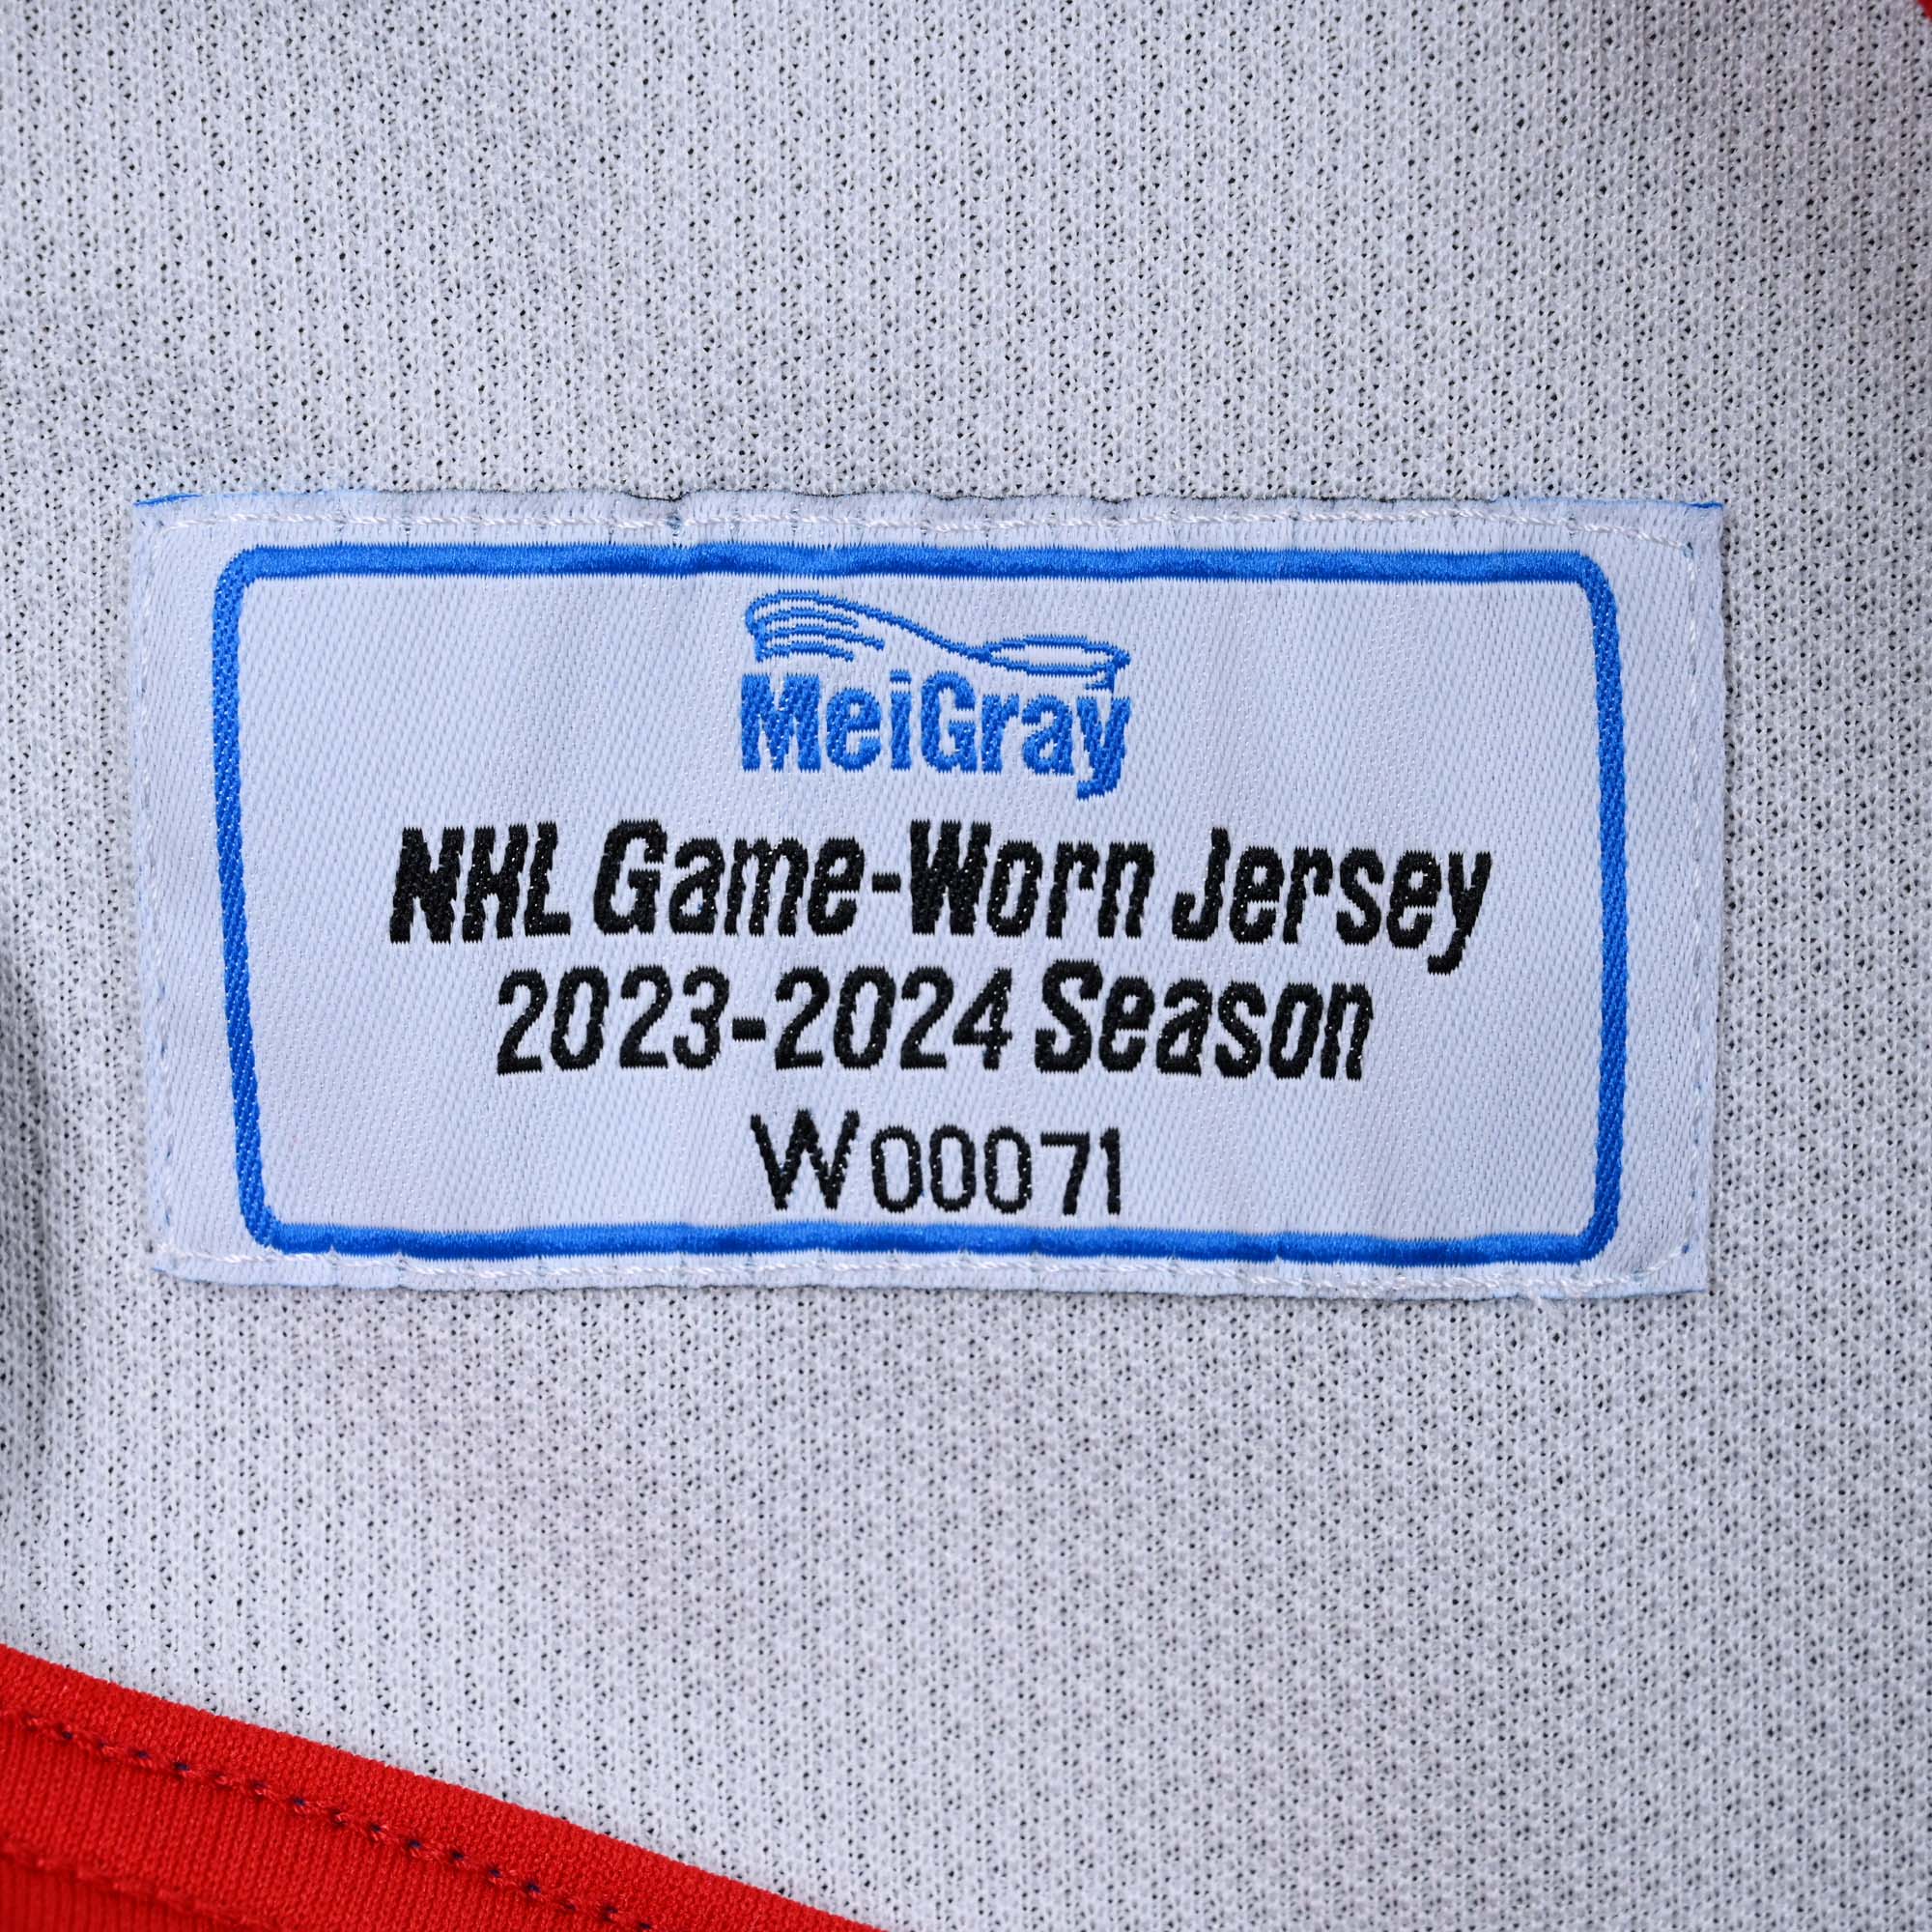 MeiGray
NHL Game-Worn Jersey
2023-2024 Season
W00071